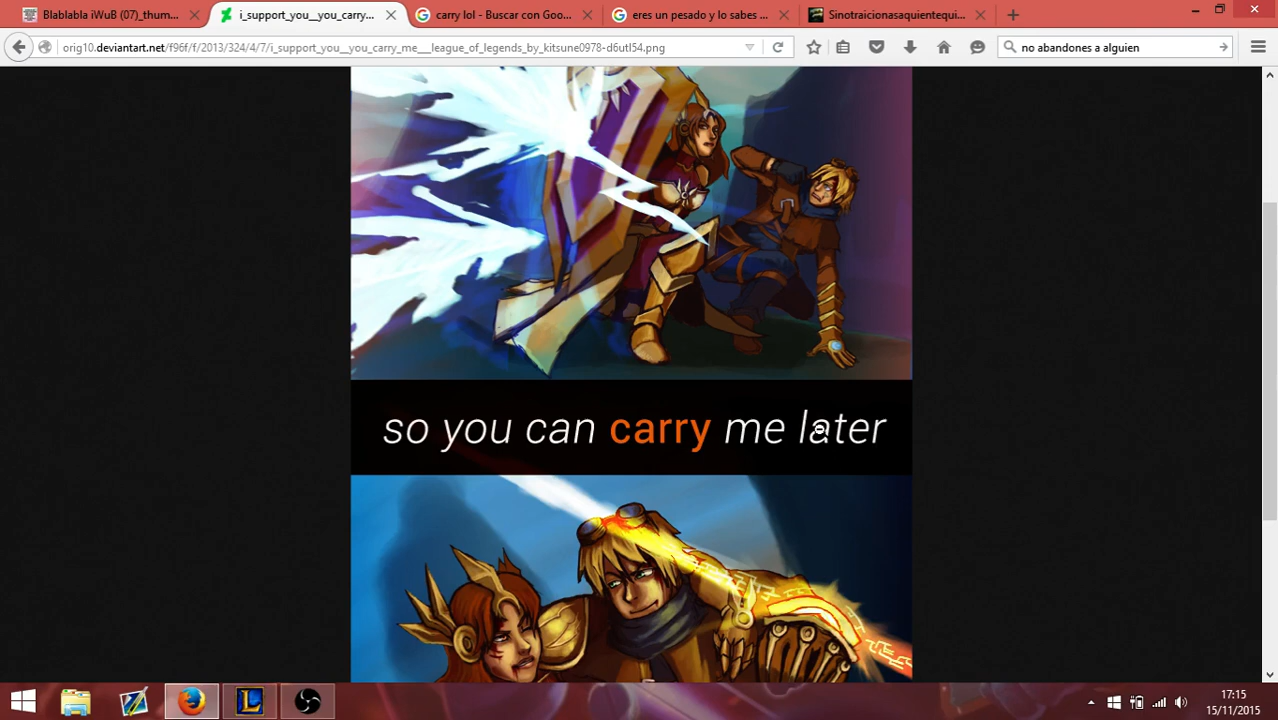 Blablabla iWuB (07)_thum...
i_support_you__you_carry...
carry lol - Buscar con Goo...
eres un pesado y lo sabes ...
Sinotraicionasaquientequi...
orig10.deviantart.net/f96f/f/2013/324/4/7/i_support_you__you_carry_me___league_of_legends_by_kitsune0978-d6utl54.png
no abandones a alguien
so you can carry me later
17:15
15/11/2015